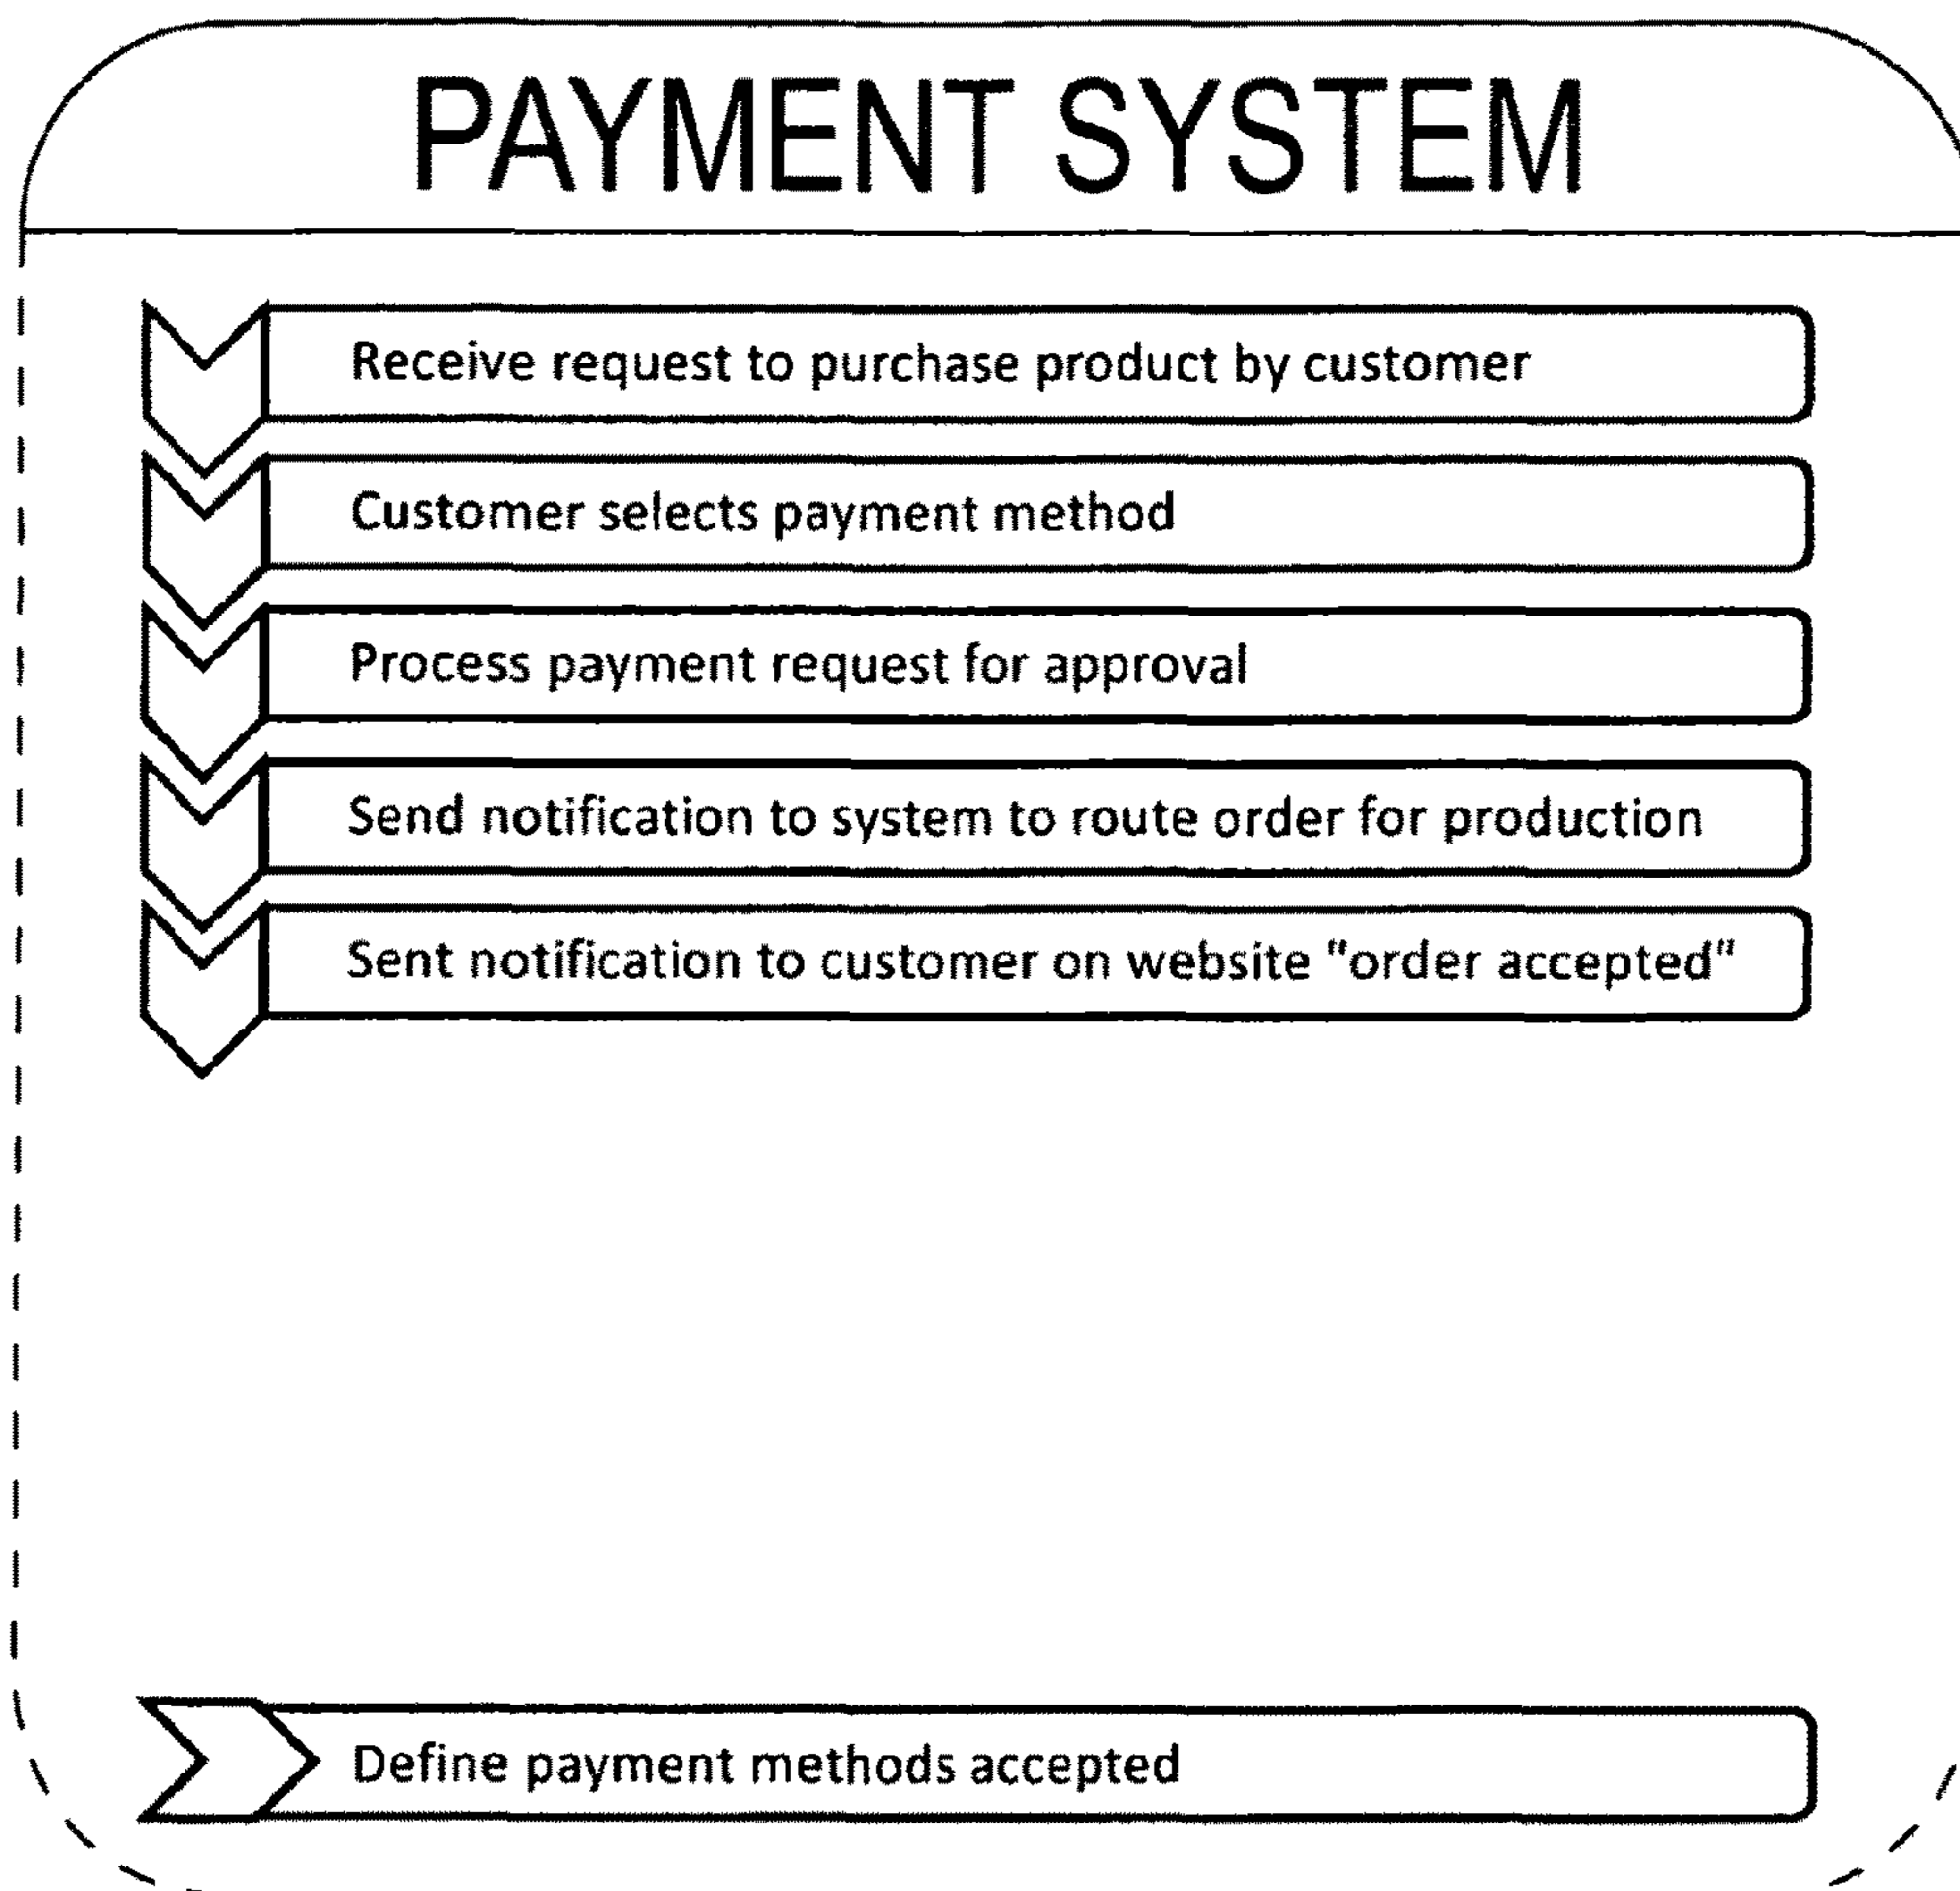 PAYMENT SYSTEM
Receive request to purchase product by customer
Customer selects payment method
Process payment request for approval
Send notification to system to route order for production
Sent notification to customer on website "order accepted"
Define payment methods accepted